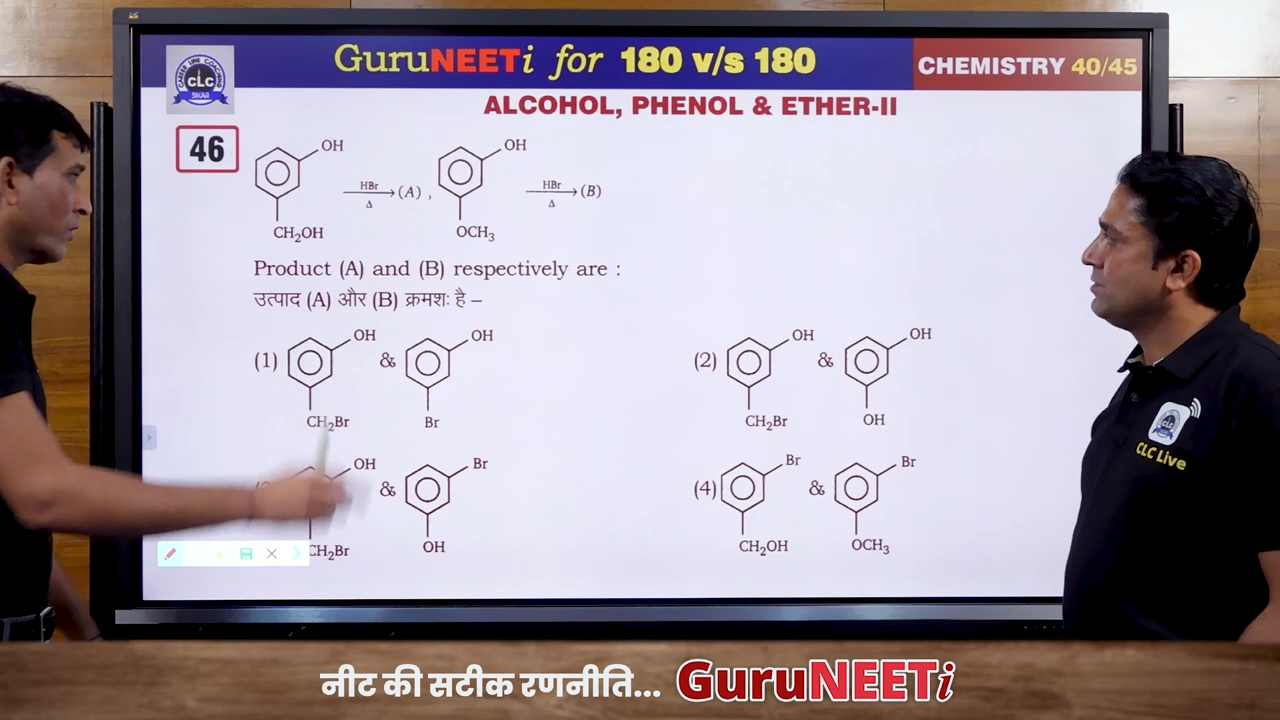 GuruNEETi for 180 v/s 180
CHEMISTRY 40/45
CLC
SIKAR
ALCOHOL, PHENOL & ETHER-II
46
OH OH
HBr HBr
Δ (A) , Δ (B)
CH₂OH OCH₃
Product (A) and (B) respectively are :
उत्पाद (A) और (B) क्रमशः है –
OH OH OH OH
(1) & (2) &
CH₂Br Br CH₂Br OH
OH Br Br Br
& (4) &
CH₂Br OH CH₂OH OCH₃
CLC Live
नीट की सटीक रणनीति... GuruNEETi